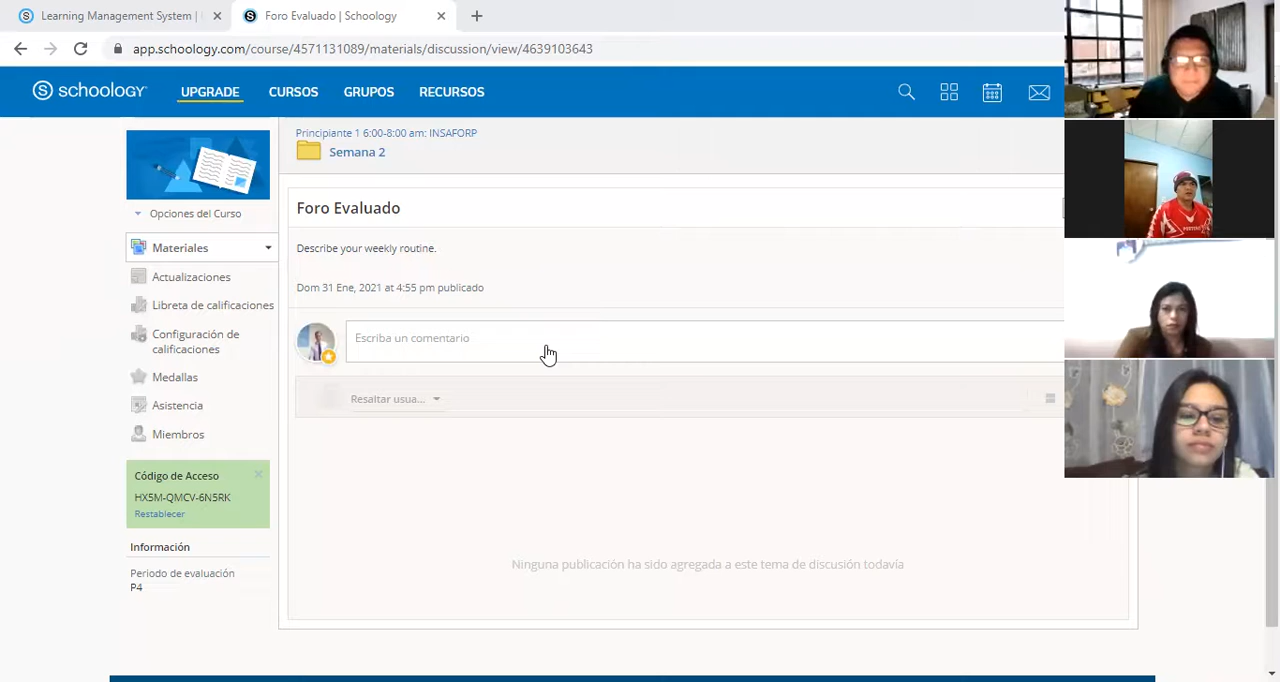 Learning Management System |
Foro Evaluado | Schoology
app.schoology.com/course/4571131089/materials/discussion/view/4639103643
schoology
UPGRADE
CURSOS
GRUPOS
RECURSOS
Principiante 1 6:00-8:00 am: INSAFORP
Semana 2
Opciones del Curso
Materiales
Actualizaciones
Libreta de calificaciones
Configuración de
calificaciones
Medallas
Asistencia
Miembros
Código de Acceso
HX5M-QMCV-6N5RK
Restablecer
Información
Periodo de evaluación
P4
Foro Evaluado
Describe your weekly routine.
Dom 31 Ene, 2021 at 4:55 pm publicado
Escriba un comentario
Resaltar usua...
Ninguna publicación ha sido agregada a este tema de discusión todavía